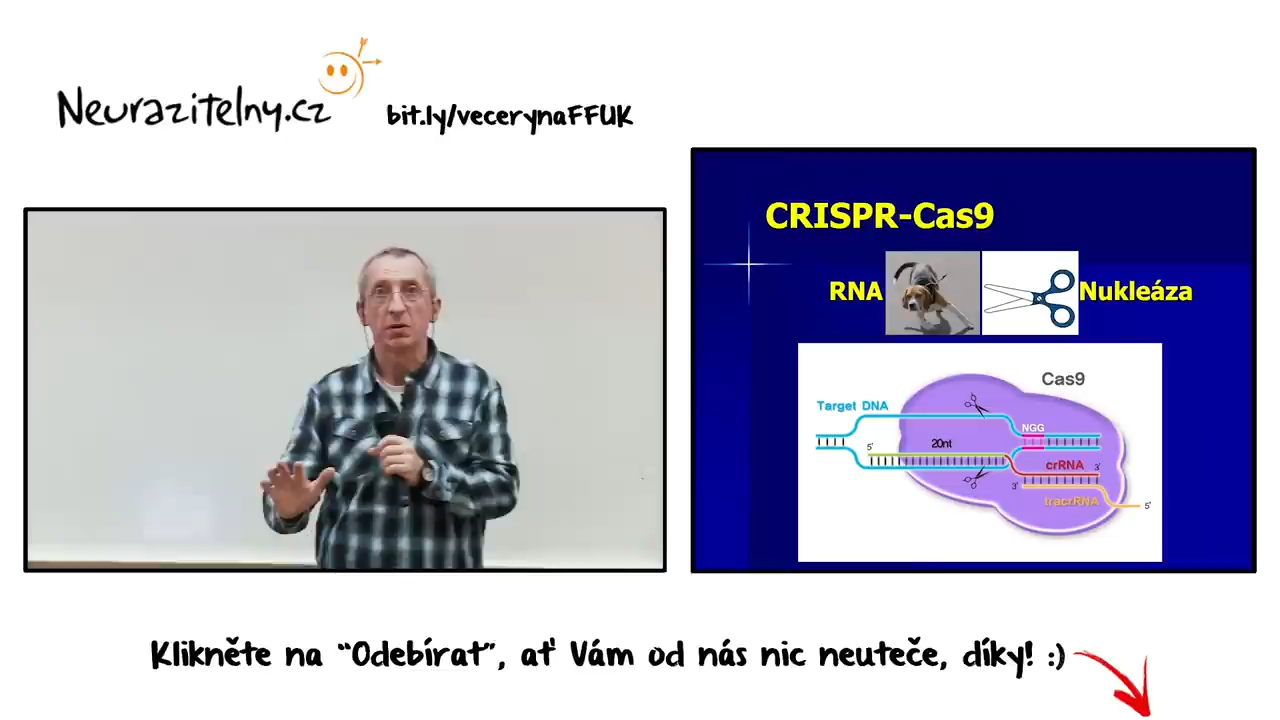 Neurazitelny.cz
bit.ly/vecerynaFFUK
CRISPR-Cas9
RNA
Nukleáza
Cas9
Target DNA
NGG
5'
20nt
crRNA
3'
3'
tracrRNA
5'
Klikněte na “Odebírat”, ať Vám od nás nic neuteče, díky! :)